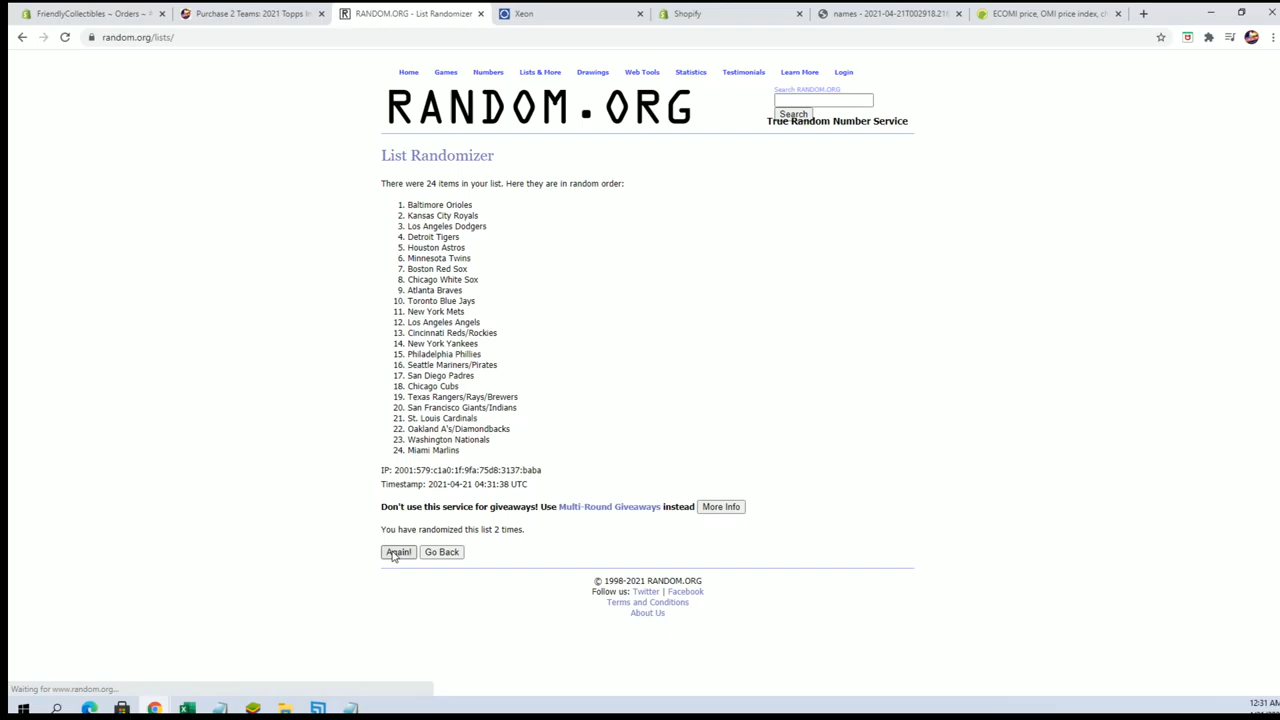 FriendlyCollectibles ~ Orders ~
Purchase 2 Teams: 2021 Topps In
RANDOM.ORG - List Randomizer
Xeon
Shopify
names - 2021-04-21T002918.21
ECOMI price, OMI price index, c
random.org/lists/
Home Games Numbers Lists & More Drawings Web Tools Statistics Testimonials Learn More Login
Search RANDOM.ORG
RANDOM.ORG
Search
True Random Number Service
List Randomizer
There were 24 items in your list. Here they are in random order:
1. Baltimore Orioles
2. Kansas City Royals
3. Los Angeles Dodgers
4. Detroit Tigers
5. Houston Astros
6. Minnesota Twins
7. Boston Red Sox
8. Chicago White Sox
9. Atlanta Braves
10. Toronto Blue Jays
11. New York Mets
12. Los Angeles Angels
13. Cincinnati Reds/Rockies
14. New York Yankees
15. Philadelphia Phillies
16. Seattle Mariners/Pirates
17. San Diego Padres
18. Chicago Cubs
19. Texas Rangers/Rays/Brewers
20. San Francisco Giants/Indians
21. St. Louis Cardinals
22. Oakland A's/Diamondbacks
23. Washington Nationals
24. Miami Marlins
IP: 2001:579:c1a0:1f:9fa:75d8:3137:baba
Timestamp: 2021-04-21 04:31:38 UTC
Don't use this service for giveaways! Use Multi-Round Giveaways instead More Info
You have randomized this list 2 times.
Again! Go Back
© 1998-2021 RANDOM.ORG
Follow us: Twitter | Facebook
Terms and Conditions
About Us
Waiting for www.random.org...
12:31 AM